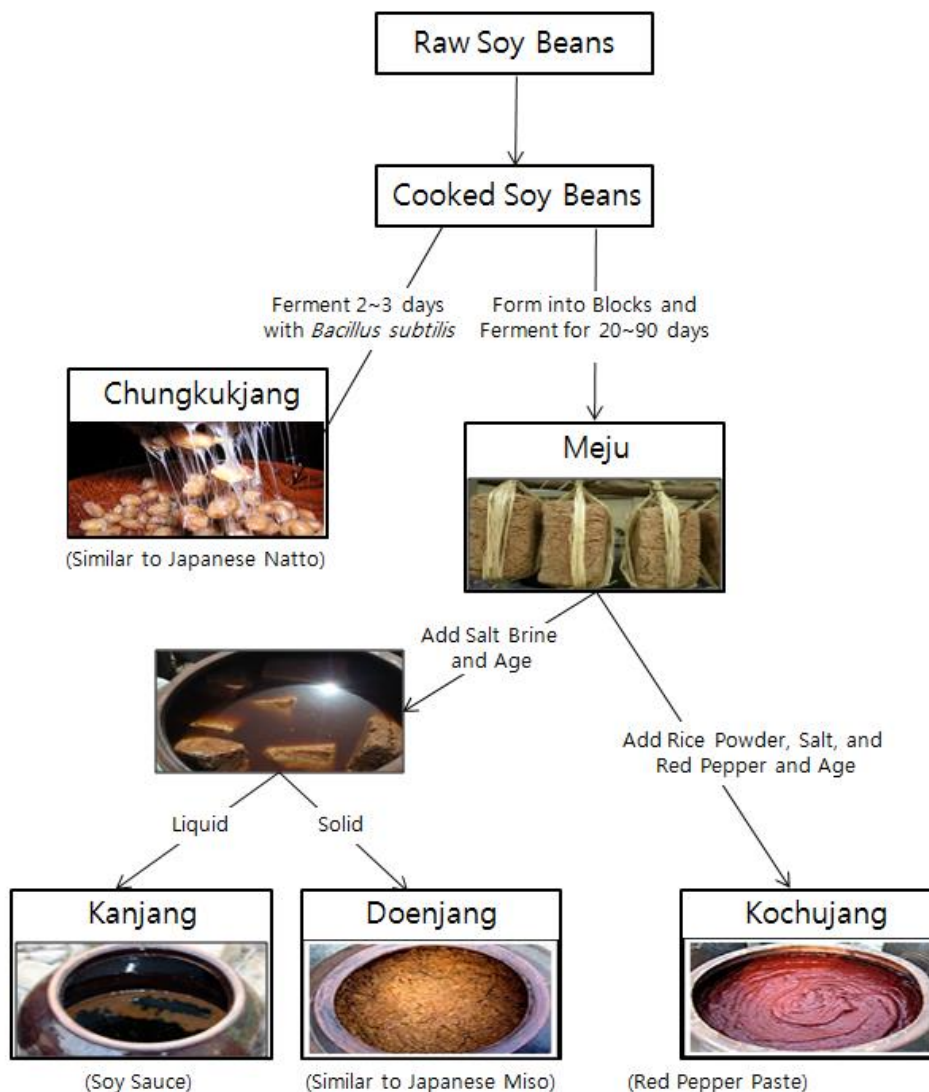 Raw Soy Beans
Cooked Soy Beans
Ferment 2~3 days
with Bacillus subtilis
Form into Blocks and
Ferment for 20~90 days
Chungkukjang
(Similar to Japanese Natto)
Meju
Add Salt Brine
and Age
Add Rice Powder, Salt, and
Red Pepper and Age
Liquid
Solid
Kanjang
(Soy Sauce)
Doenjang
(Similar to Japanese Miso)
Kochujang
(Red Pepper Paste)